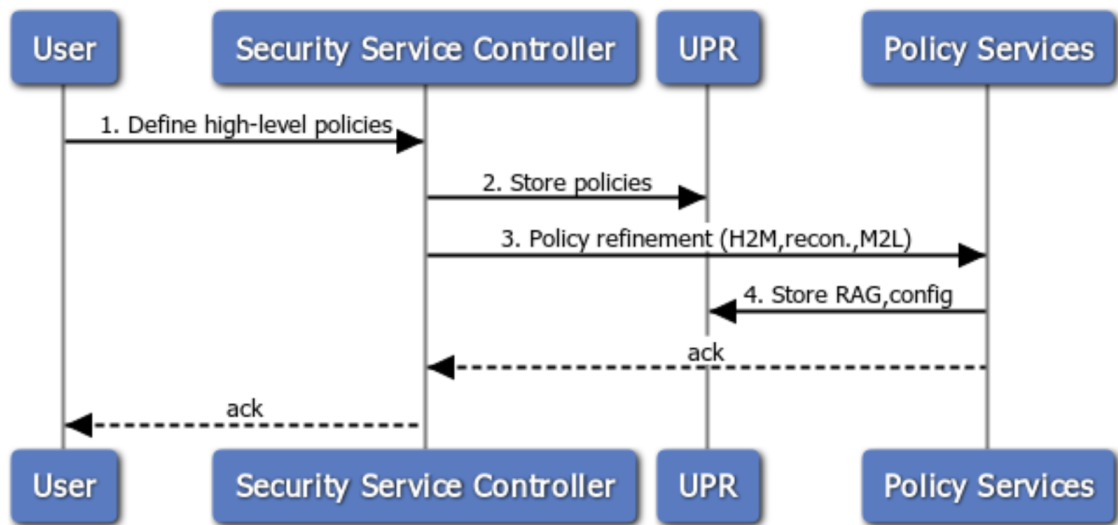 User
Security Service Controller
UPR
Policy Services
1. Define high-level policies
2. Store policies
3. Policy refinement (H2M,recon.,M2L)
4. Store RAG,config
ack
ack
User
Security Service Controller
UPR
Policy Services